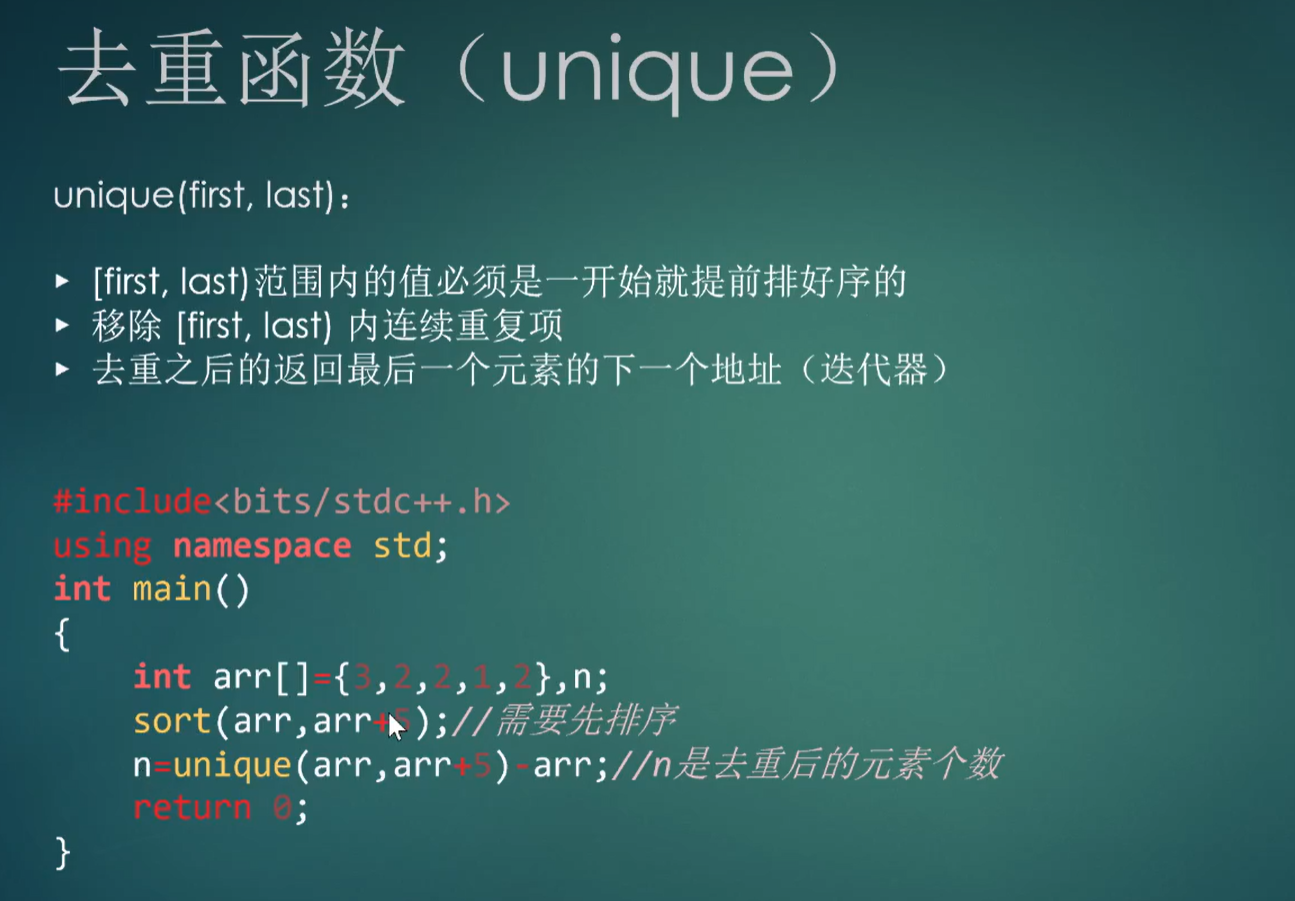 去重函数（unique）
unique(first, last)：
[first, last)范围内的值必须是一开始就提前排好序的
移除 [first, last) 内连续重复项
去重之后的返回最后一个元素的下一个地址（迭代器）
#include<bits/stdc++.h>
using namespace std;
int main()
{
    int arr[]={3,2,2,1,2},n;
    sort(arr,arr+5);//需要先排序
    n=unique(arr,arr+5)-arr;//n是去重后的元素个数
    return 0;
}